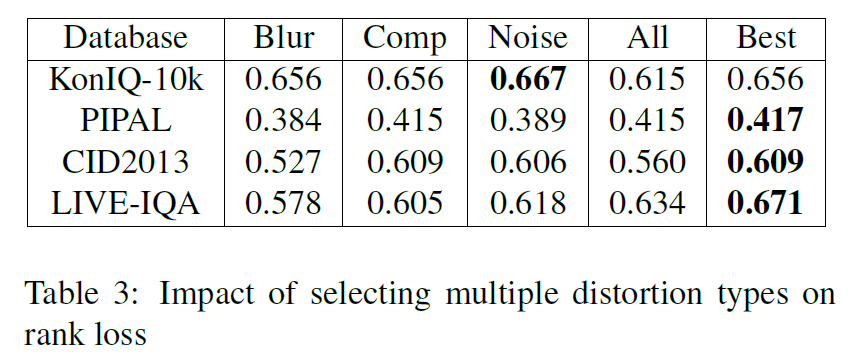 Database Blur Comp Noise All Best
KonIQ-10k 0.656 0.656 0.667 0.615 0.656
PIPAL 0.384 0.415 0.389 0.415 0.417
CID2013 0.527 0.609 0.606 0.560 0.609
LIVE-IQA 0.578 0.605 0.618 0.634 0.671
Table 3: Impact of selecting multiple distortion types on
rank loss